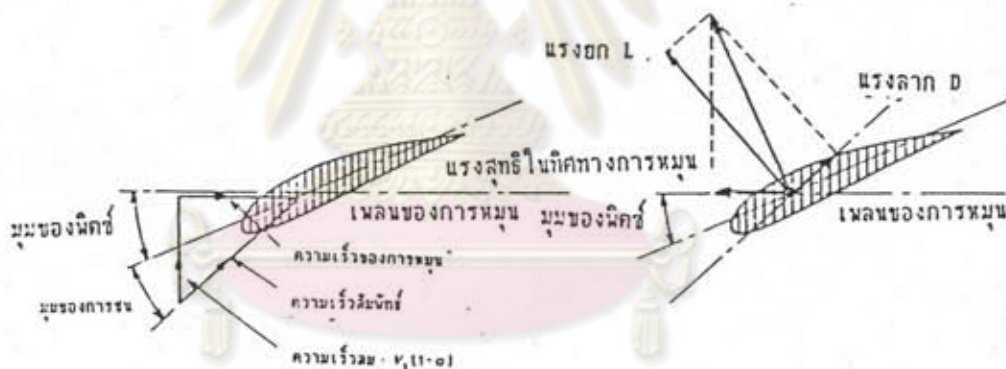 แรงยก L
แรงลาก D
แรงสุทธิในทิศทางการหมุน
มุมของพิตช์
เพลนของการหมุน
มุมของพิตช์
เพลนของการหมุน
ความเร็วของการหมุน
มุมของการชน
ความเร็วสัมพัทธ์
ความเร็วลม - V₁(1-a)